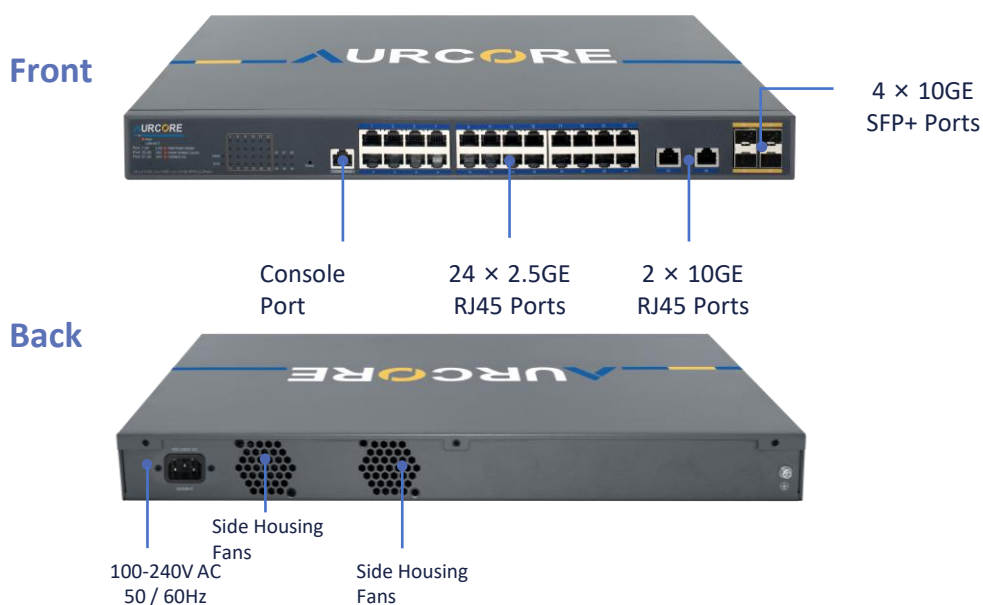 Front
AURCORE
4 × 10GE
SFP+ Ports
AURCORE
Console
Port
24 × 2.5GE
RJ45 Ports
2 × 10GE
RJ45 Ports
Back
AURCORE
Side Housing
Fans
100-240V AC
50 / 60Hz
Side Housing
Fans